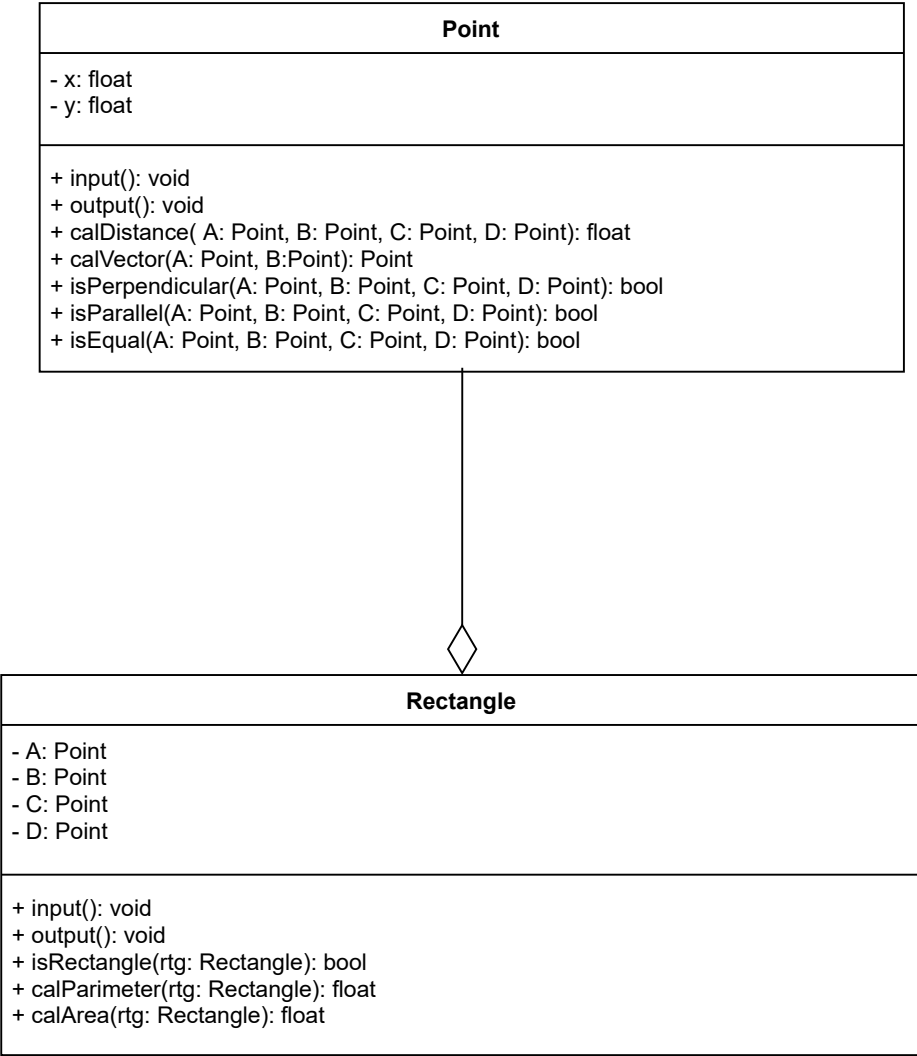 Point
- x: float
- y: float
+ input(): void
+ output(): void
+ calDistance( A: Point, B: Point, C: Point, D: Point): float
+ calVector(A: Point, B:Point): Point
+ isPerpendicular(A: Point, B: Point, C: Point, D: Point): bool
+ isParallel(A: Point, B: Point, C: Point, D: Point): bool
+ isEqual(A: Point, B: Point, C: Point, D: Point): bool
Rectangle
- A: Point
- B: Point
- C: Point
- D: Point
+ input(): void
+ output(): void
+ isRectangle(rtg: Rectangle): bool
+ calParimeter(rtg: Rectangle): float
+ calArea(rtg: Rectangle): float